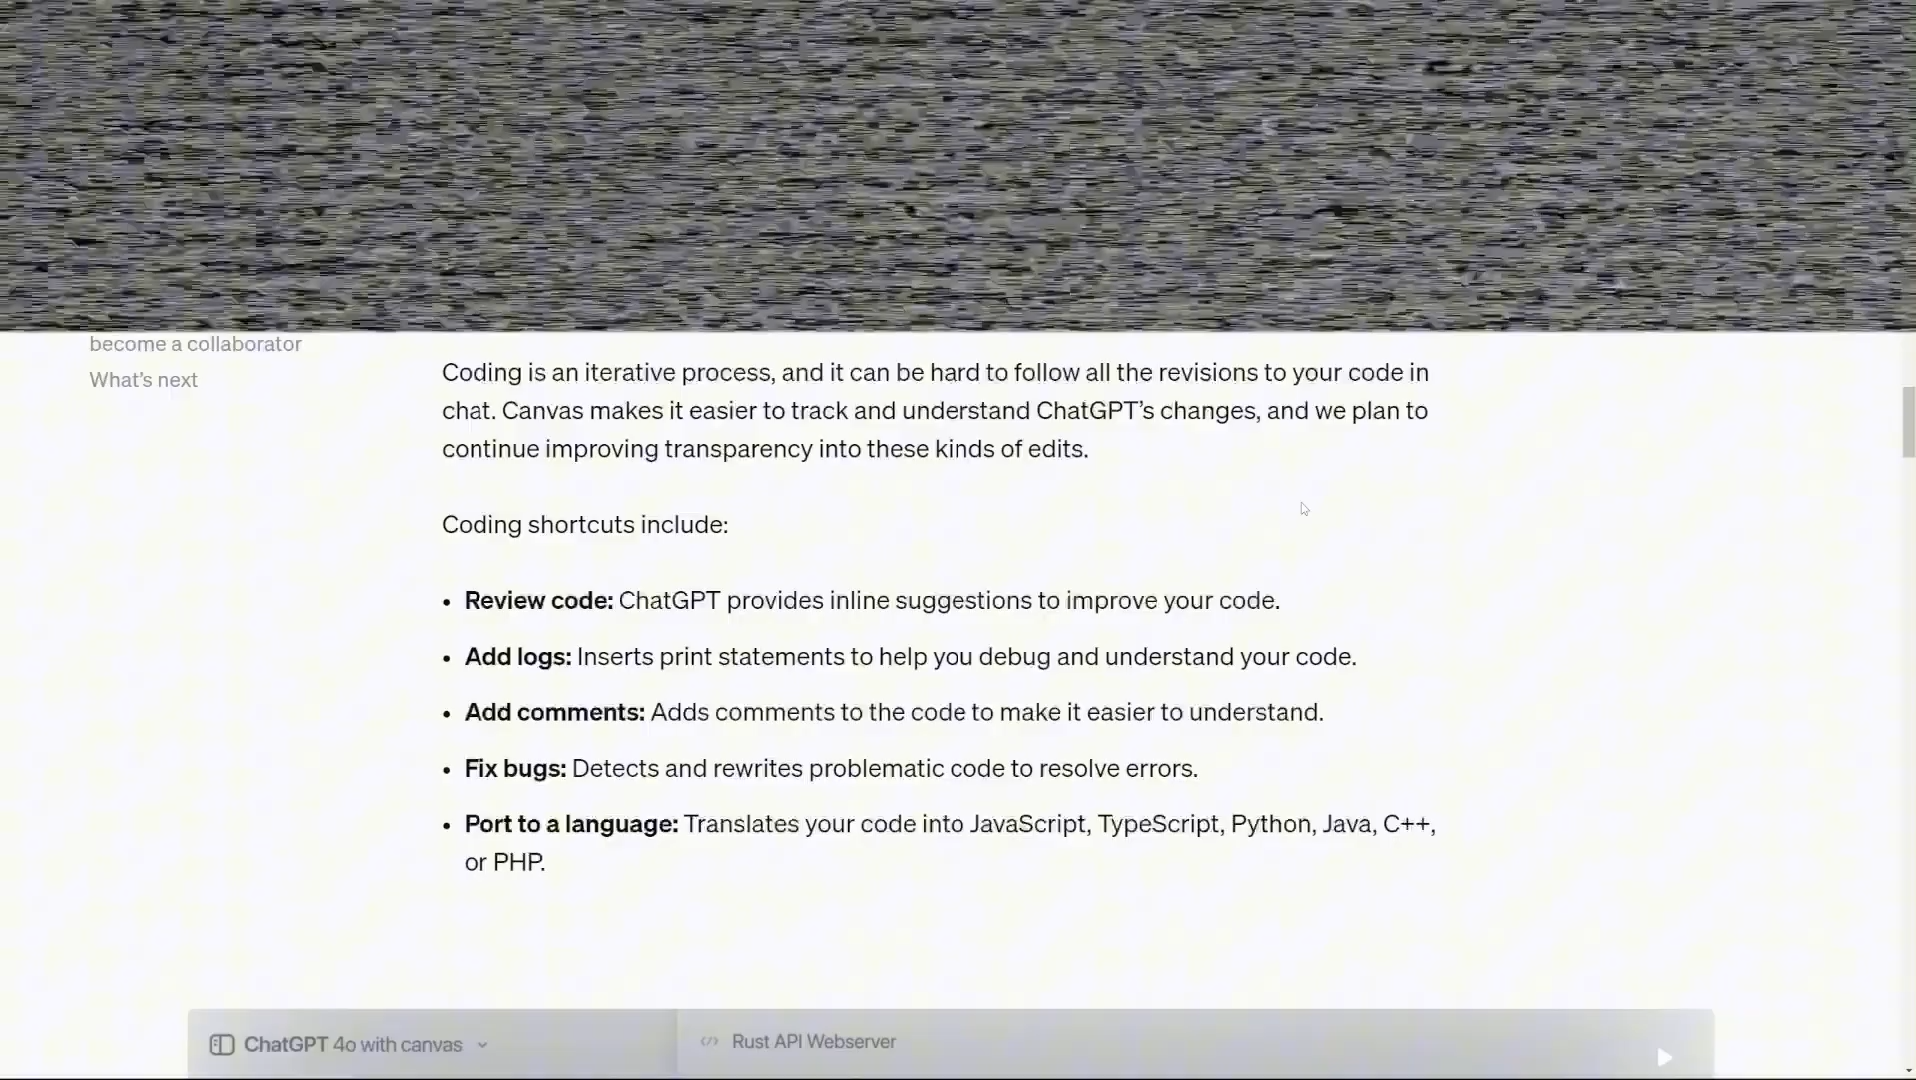 become a collaborator
What's next
Coding is an iterative process, and it can be hard to follow all the revisions to your code in
chat. Canvas makes it easier to track and understand ChatGPT’s changes, and we plan to
continue improving transparency into these kinds of edits.
Coding shortcuts include:
• Review code: ChatGPT provides inline suggestions to improve your code.
• Add logs: Inserts print statements to help you debug and understand your code.
• Add comments: Adds comments to the code to make it easier to understand.
• Fix bugs: Detects and rewrites problematic code to resolve errors.
• Port to a language: Translates your code into JavaScript, TypeScript, Python, Java, C++,
or PHP.
ChatGPT 4o with canvas
Rust API Webserver